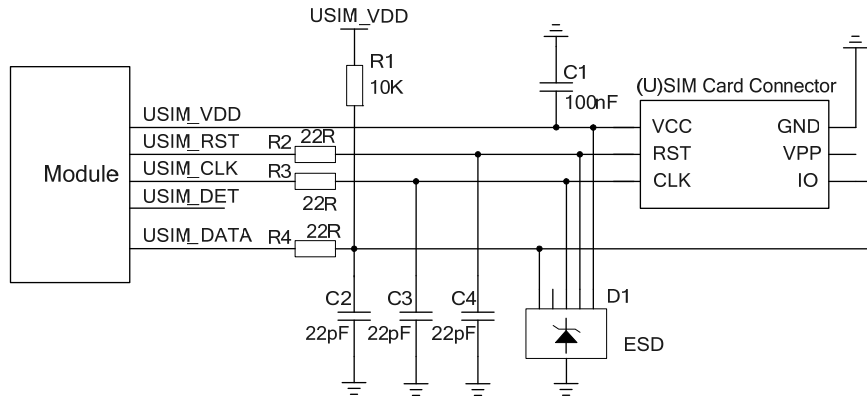 USIM_VDD
R1
10K
C1
100nF
(U)SIM Card Connector
Module
USIM_VDD
USIM_RST
R2
22R
USIM_CLK
R3
22R
USIM_DET
USIM_DATA
R4
22R
VCC
GND
RST
VPP
CLK
IO
C2
22pF
C3
22pF
C4
22pF
D1
ESD